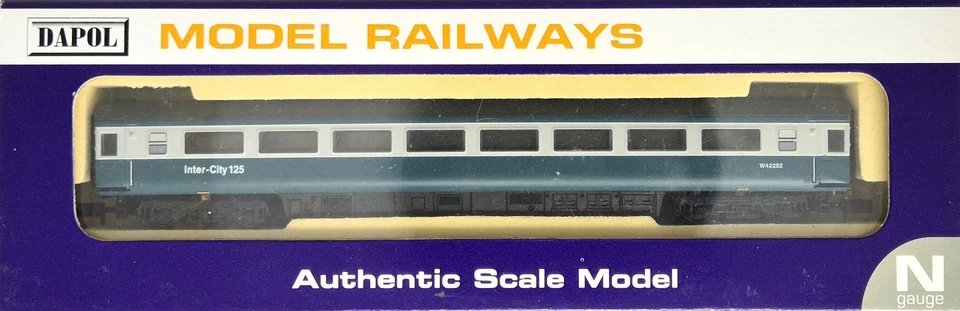 DAPOL
MODEL RAILWAYS
Inter-City 125
W42252
Authentic Scale Model
N
gauge